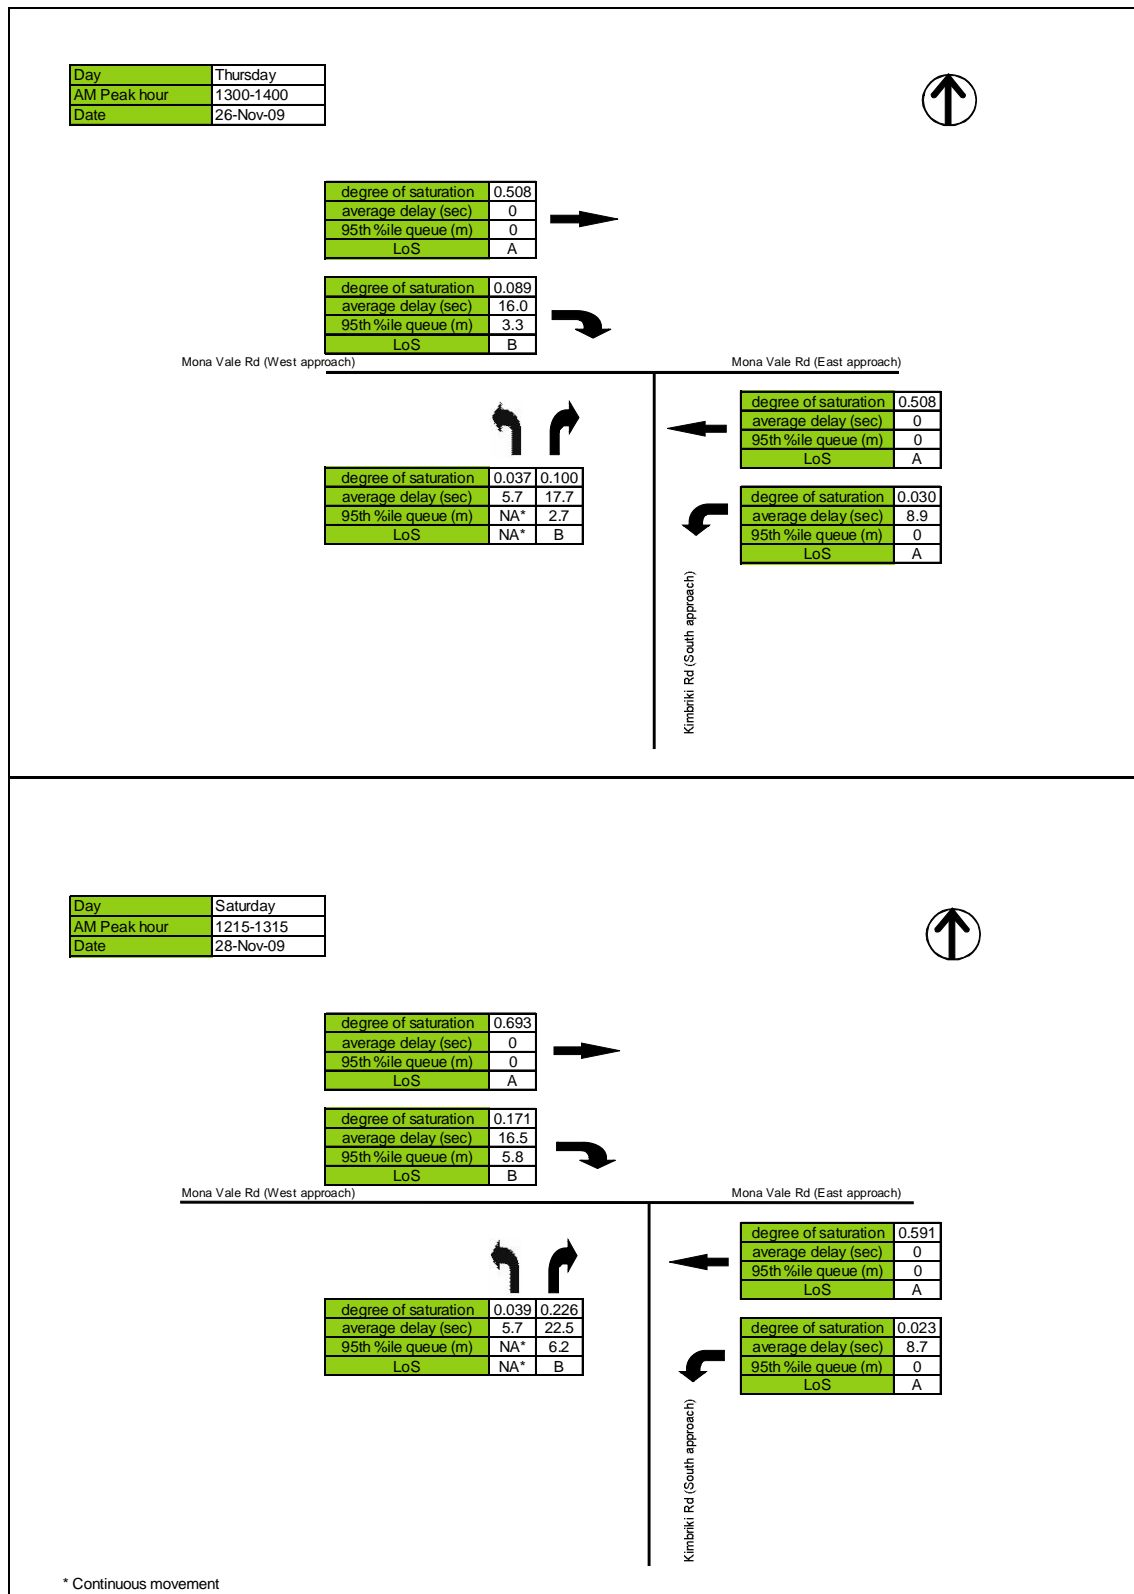 Day Thursday
AM Peak hour 1300-1400
Date 26-Nov-09
degree of saturation 0.508
average delay (sec) 0
95th %ile queue (m) 0
LoS A
degree of saturation 0.089
average delay (sec) 16.0
95th %ile queue (m) 3.3
LoS B
Mona Vale Rd (West approach)
Mona Vale Rd (East approach)
degree of saturation 0.508
average delay (sec) 0
95th %ile queue (m) 0
LoS A
degree of saturation 0.037 0.100
average delay (sec) 5.7 17.7
95th %ile queue (m) NA* 2.7
LoS NA* B
degree of saturation 0.030
average delay (sec) 8.9
95th %ile queue (m) 0
LoS A
Kimbriki Rd (South approach)
Day Saturday
AM Peak hour 1215-1315
Date 28-Nov-09
degree of saturation 0.693
average delay (sec) 0
95th %ile queue (m) 0
LoS A
degree of saturation 0.171
average delay (sec) 16.5
95th %ile queue (m) 5.8
LoS B
Mona Vale Rd (West approach)
Mona Vale Rd (East approach)
degree of saturation 0.591
average delay (sec) 0
95th %ile queue (m) 0
LoS A
degree of saturation 0.039 0.226
average delay (sec) 5.7 22.5
95th %ile queue (m) NA* 6.2
LoS NA* B
degree of saturation 0.023
average delay (sec) 8.7
95th %ile queue (m) 0
LoS A
Kimbriki Rd (South approach)
* Continuous movement